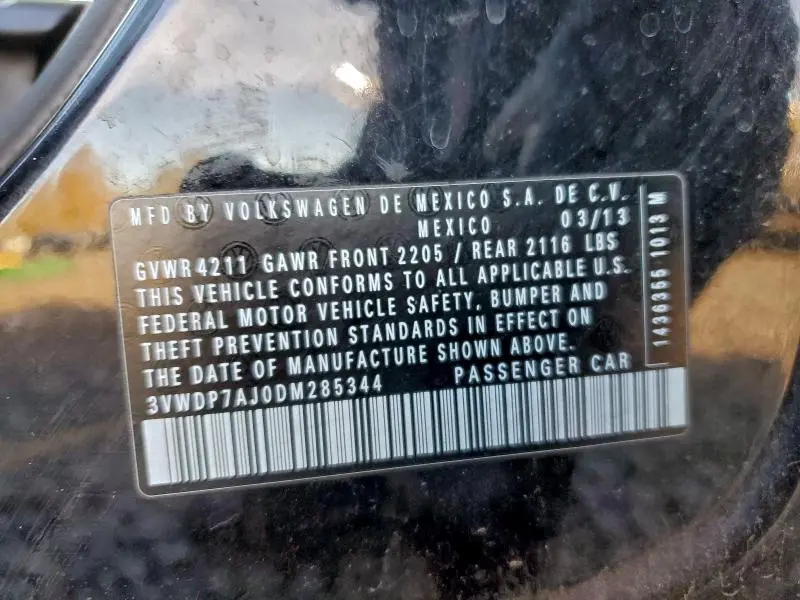 MFD BY VOLKSWAGEN DE MEXICO S.A. DE C.V.
MEXICO 03/13
GVWR 4211 GAWR FRONT 2205 / REAR 2116 LBS
THIS VEHICLE CONFORMS TO ALL APPLICABLE U.S.
FEDERAL MOTOR VEHICLE SAFETY, BUMPER AND
THEFT PREVENTION STANDARDS IN EFFECT ON
THE DATE OF MANUFACTURE SHOWN ABOVE.
3VWDP7AJ0DM285344 PASSENGER CAR
1436355 1013 M